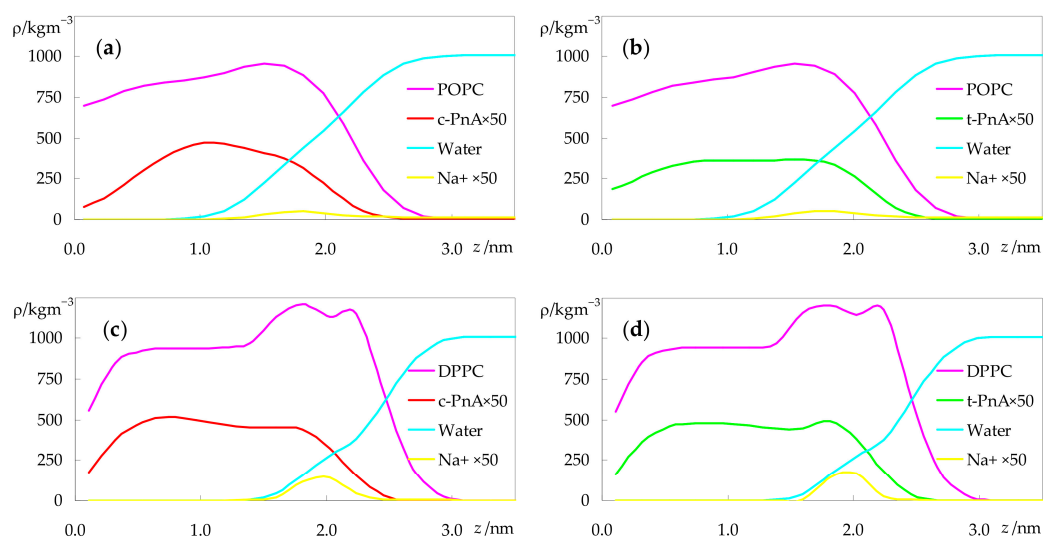 ρ/kgm⁻³
(a)
1000
750
500
250
0
POPC
c-PnA×50
Water
Na+ ×50
0.0 1.0 2.0 3.0
z/nm
ρ/kgm⁻³
(b)
1000
750
500
250
0
POPC
t-PnA×50
Water
Na+ ×50
0.0 1.0 2.0 3.0
z/nm
ρ/kgm⁻³
(c)
1000
750
500
250
0
DPPC
c-PnA×50
Water
Na+ ×50
0.0 1.0 2.0 3.0
z/nm
ρ/kgm⁻³
(d)
1000
750
500
250
0
DPPC
t-PnA×50
Water
Na+ ×50
0.0 1.0 2.0 3.0
z/nm